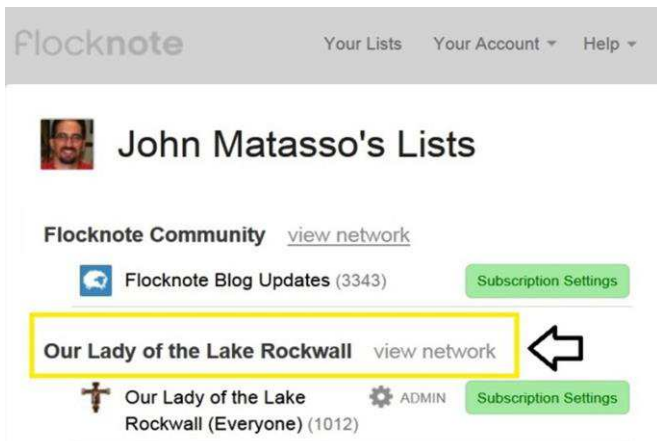 Flocknote Your Lists Your Account Help
John Matasso's Lists
Flocknote Community view network
Flocknote Blog Updates (3343) Subscription Settings
Our Lady of the Lake Rockwall view network
Our Lady of the Lake ADMIN Subscription Settings
Rockwall (Everyone) (1012)